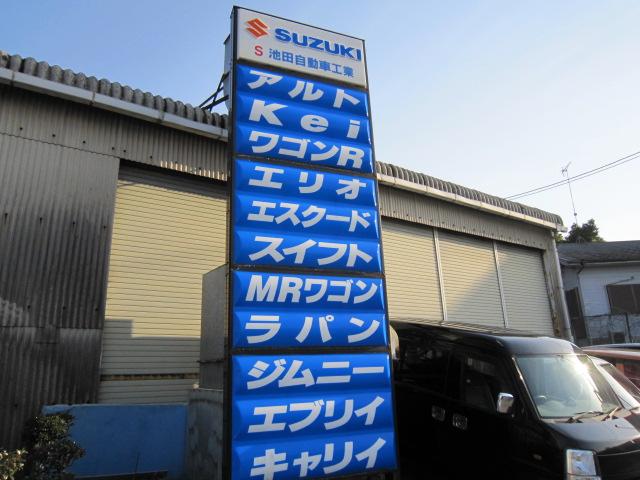 SUZUKI
S 池田自動車工業
アルト
Kei
ワゴンR
エリオ
エスクード
スイフト
MRワゴン
ラパン
ジムニー
エブリイ
キャリイ